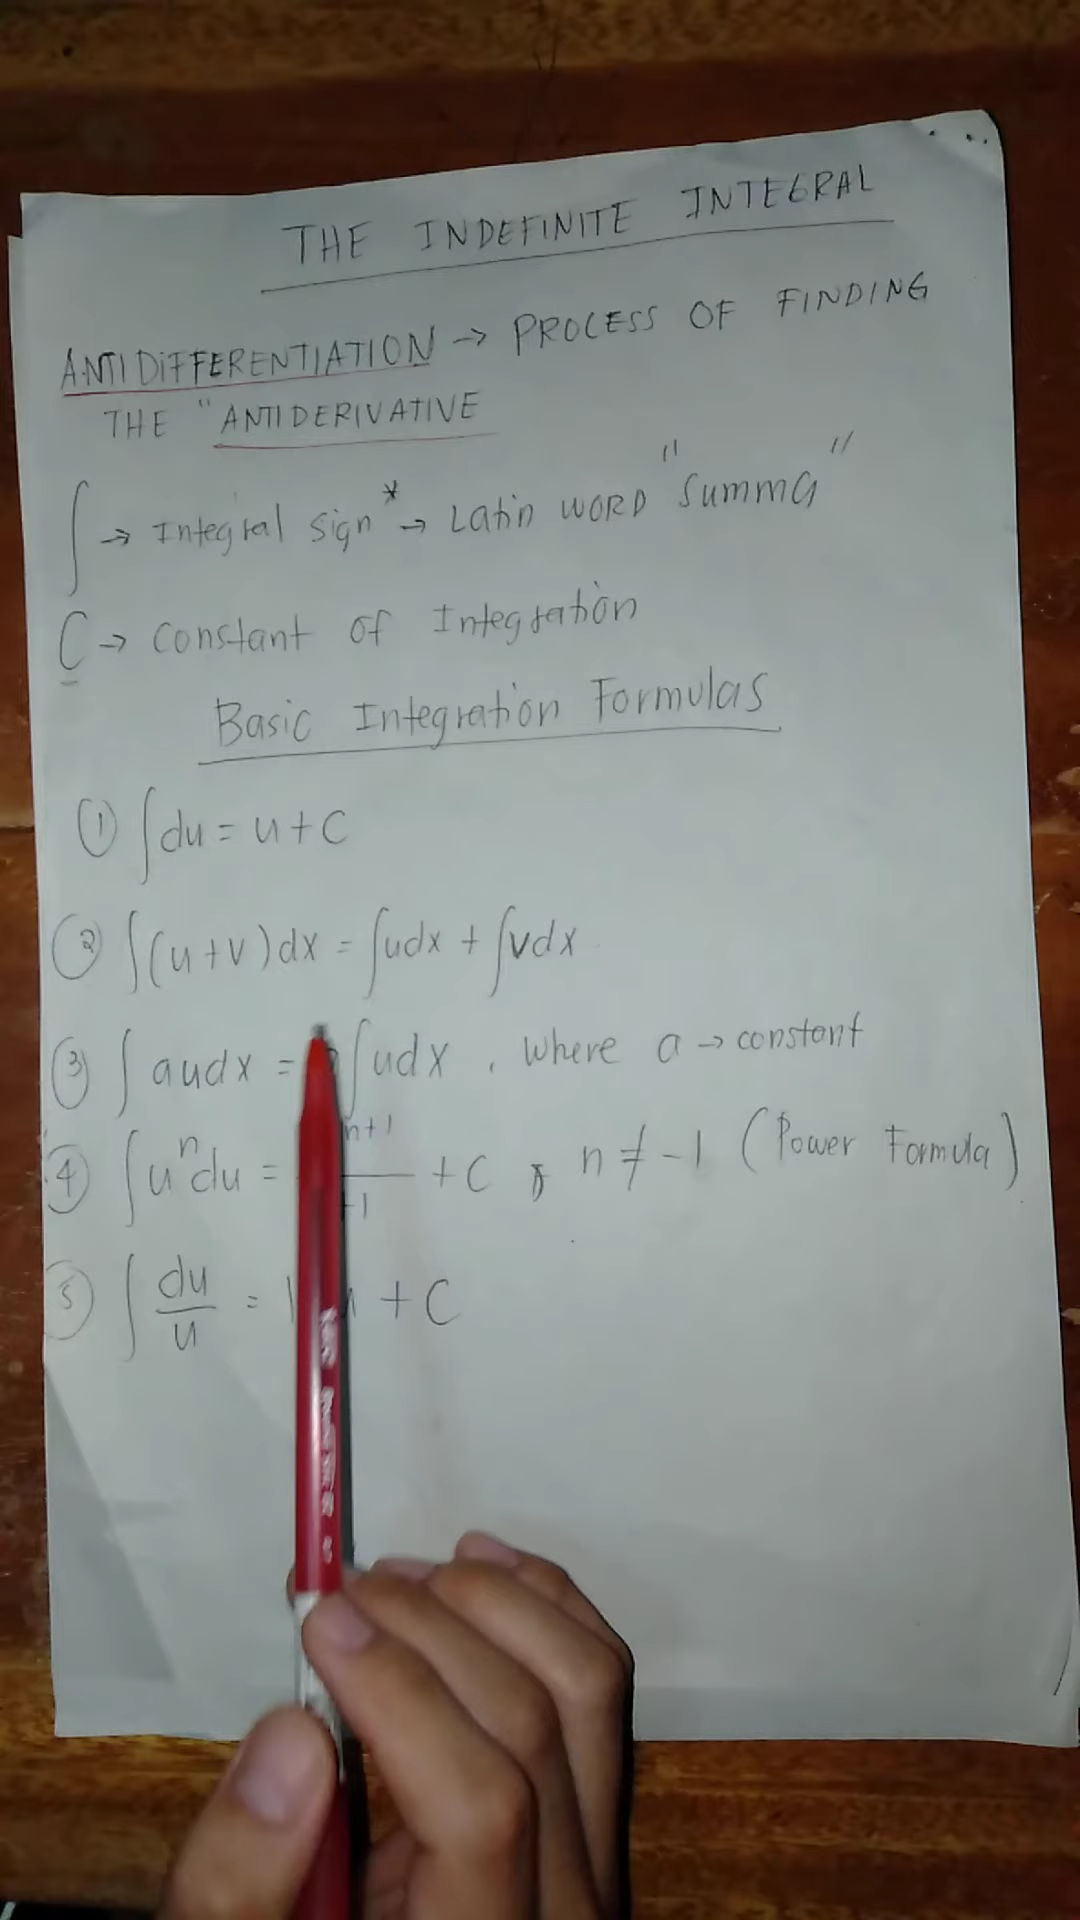 THE INDEFINITE INTEGRAL
ANTIDIFFERENTIATION → PROCESS OF FINDING
THE "ANTIDERIVATIVE
∫ → Integral sign* → Latin WORD "summa"
C → constant of Integration
Basic Integration Formulas
① ∫du = u + C
② ∫(u+v)dx = ∫udx + ∫vdx
③ ∫ audx = ∫udx , where a → constant
④ ∫uⁿdu = n+1 / +1 + C , n ≠ -1 (Power Formula)
⑤ ∫ du/u = + C